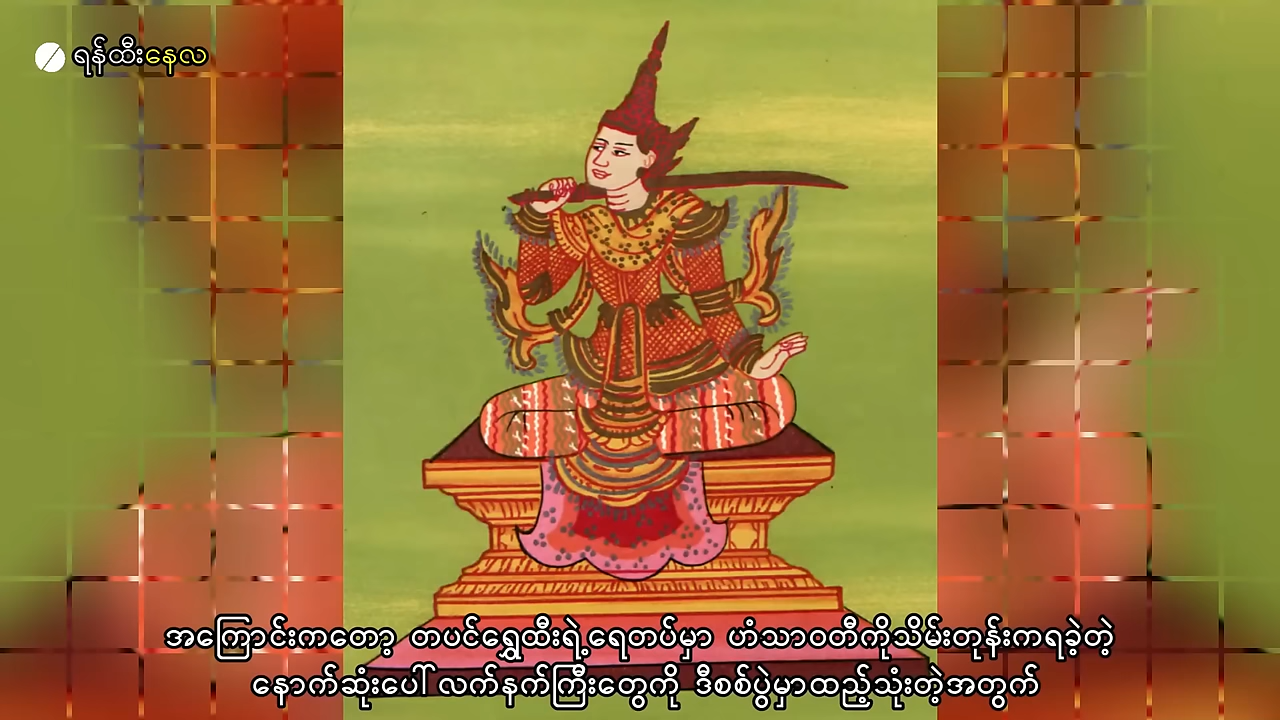 ရန်ထီးနေလ
အကြောင်းကတော့ တပင်ရွှေထီးရဲ့ရေတပ်မှာ ဟံသာဝတီကိုသိမ်းတုန်းကရခဲ့တဲ့
နောက်ဆုံးပေါ် လက်နက်ကြီးတွေကို ဒီစစ်ပွဲမှာထည့်သုံးတဲ့အတွက်